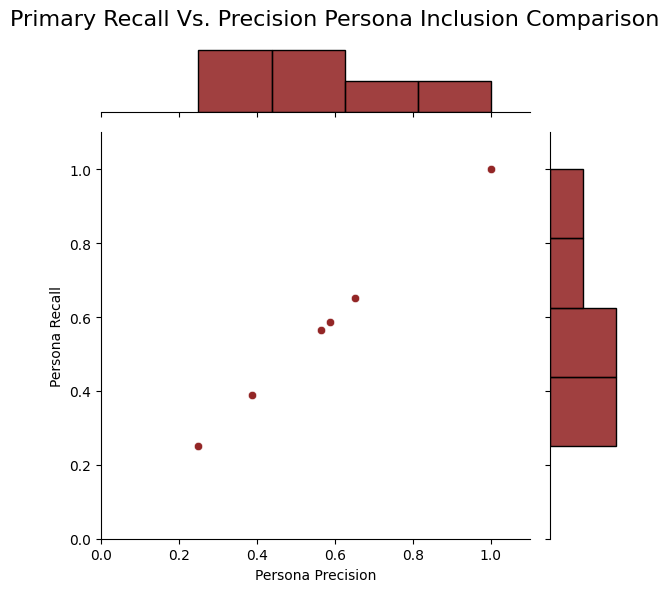 Primary Recall Vs. Precision Persona Inclusion Comparison
1.0
0.8
0.6
0.4
0.2
0.0
Persona Recall
0.0 0.2 0.4 0.6 0.8 1.0
Persona Precision